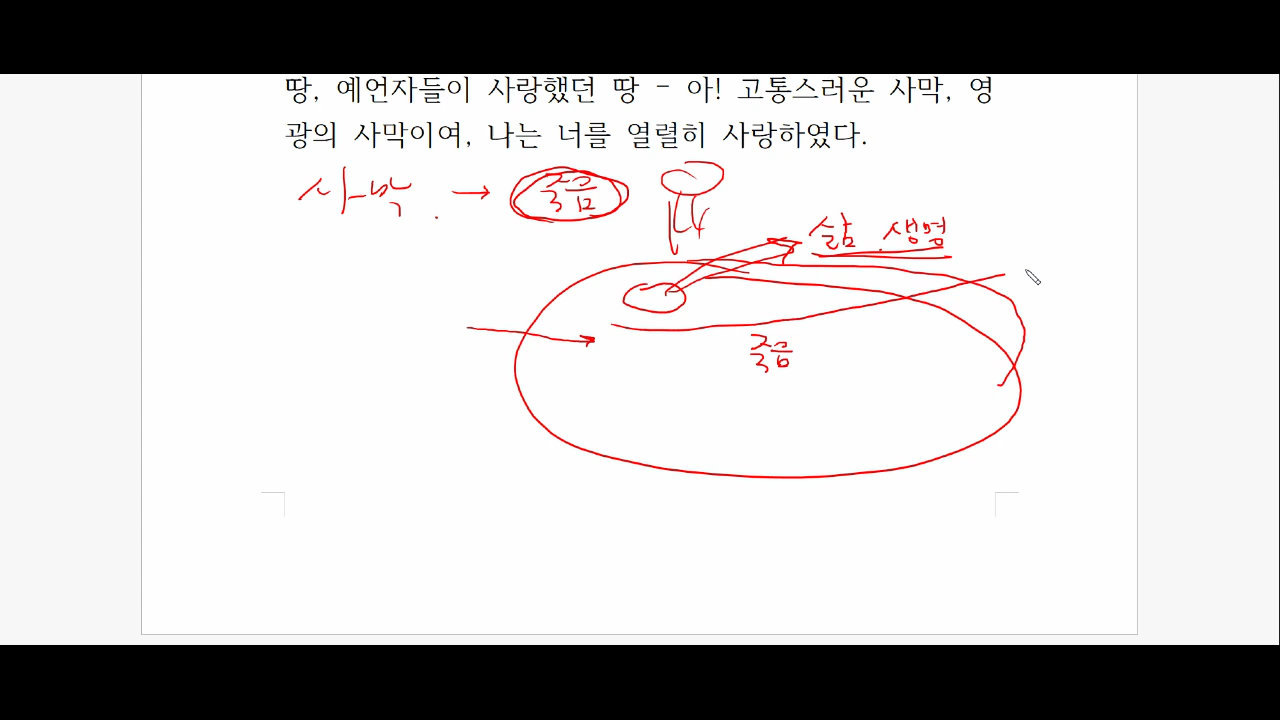 땅, 예언자들이 사랑했던 땅 - 아! 고통스러운 사막, 영
광의 사막이여, 나는 너를 열렬히 사랑하였다.
사막. → 죽음
삶. 생명
죽음